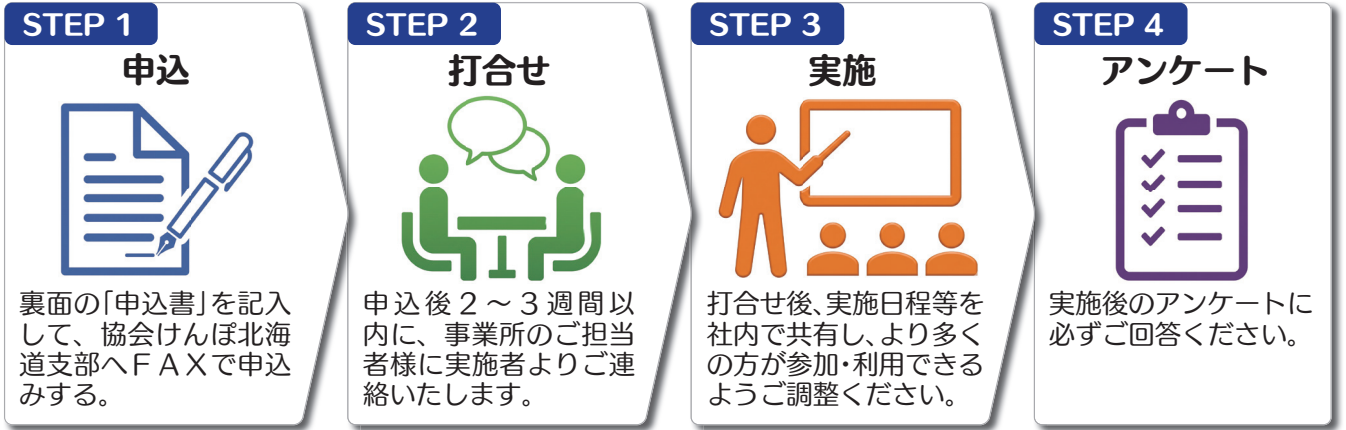 STEP 1
申込
裏面の「申込書」を記入
して、協会けんぽ北海
道支部へＦＡＸで申込
みする。
STEP 2
打合せ
申込後２～３週間以
内に、事業所のご担当
者様に実施者よりご連
絡いたします。
STEP 3
実施
打合せ後、実施日程等を
社内で共有し、より多く
の方が参加・利用できる
ようご調整ください。
STEP 4
アンケート
実施後のアンケートに
必ずご回答ください。